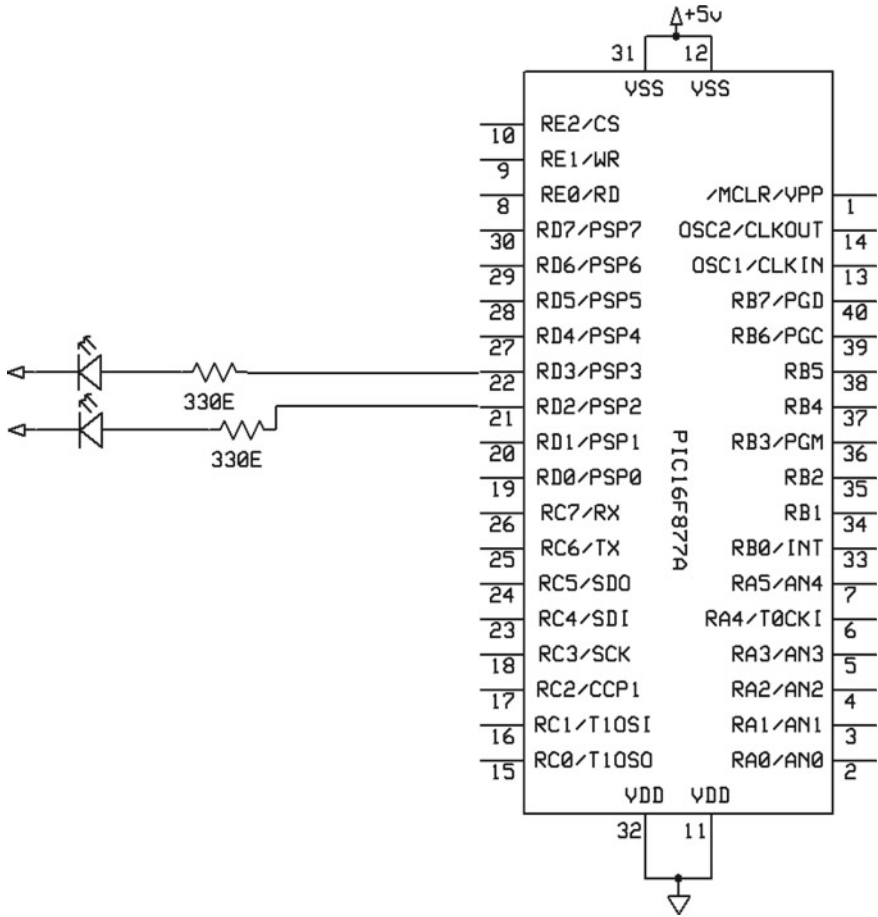 +5v
31 12
VSS VSS
10 RE2/CS
9 RE1/WR
8 RE0/RD /MCLR/VPP 1
30 RD7/PSP7 OSC2/CLKOUT 14
29 RD6/PSP6 OSC1/CLKIN 13
28 RD5/PSP5 RB7/PGD 40
27 RD4/PSP4 RB6/PGC 39
330E 22 RD3/PSP3 RB5 38
330E 21 RD2/PSP2 RB4 37
20 RD1/PSP1 RB3/PGM 36
19 RD0/PSP0 RB2 35
26 RC7/RX RB1 34
25 RC6/TX RB0/INT 33
24 RC5/SDO RA5/AN4 7
23 RC4/SDI RA4/T0CKI 6
18 RC3/SCK RA3/AN3 5
17 RC2/CCP1 RA2/AN2 4
16 RC1/T1OSI RA1/AN1 3
15 RC0/T1OSO RA0/AN0 2
PIC16F877A
VDD VDD
32 11